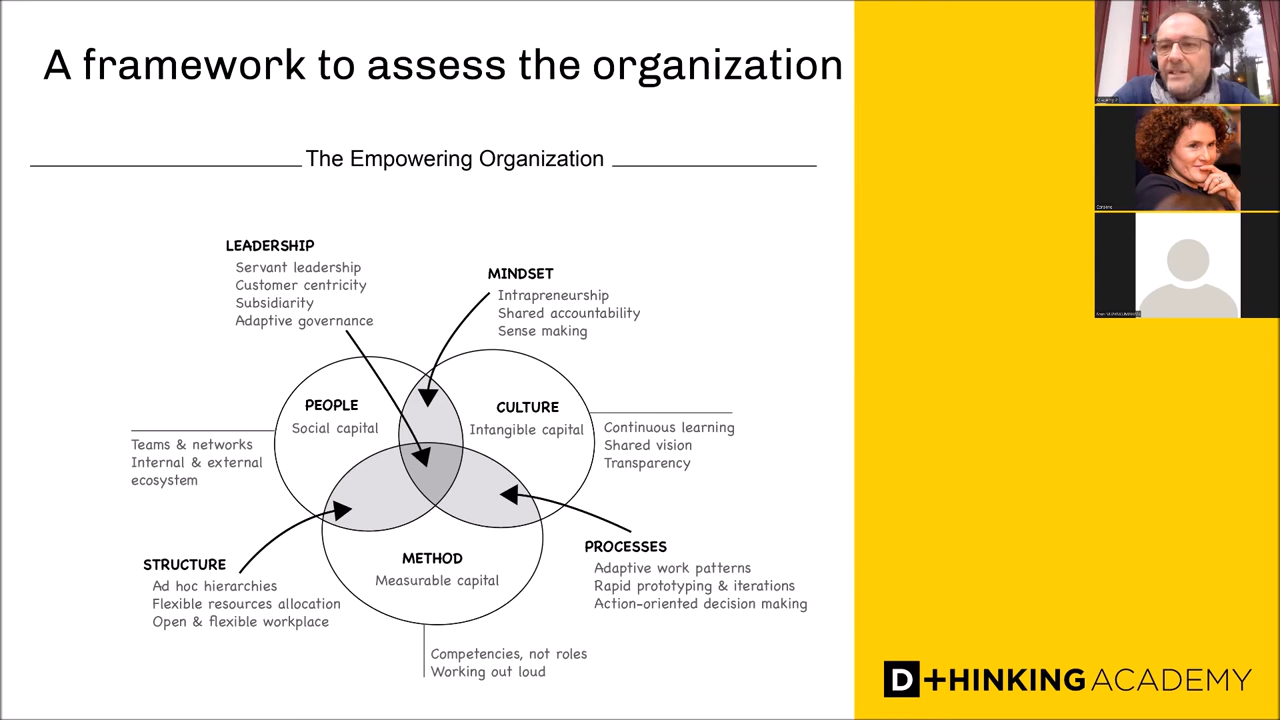 A framework to assess the organization
The Empowering Organization
LEADERSHIP
Servant leadership
Customer centricity
Subsidiarity
Adaptive governance
MINDSET
Intrapreneurship
Shared accountability
Sense making
PEOPLE
Social capital
CULTURE
Intangible capital
Teams & networks
Internal & external
ecosystem
Continuous learning
Shared vision
Transparency
STRUCTURE
Ad hoc hierarchies
Flexible resources allocation
Open & flexible workplace
METHOD
Measurable capital
PROCESSES
Adaptive work patterns
Rapid prototyping & iterations
Action-oriented decision making
Competencies, not roles
Working out loud
D+HINKING ACADEMY